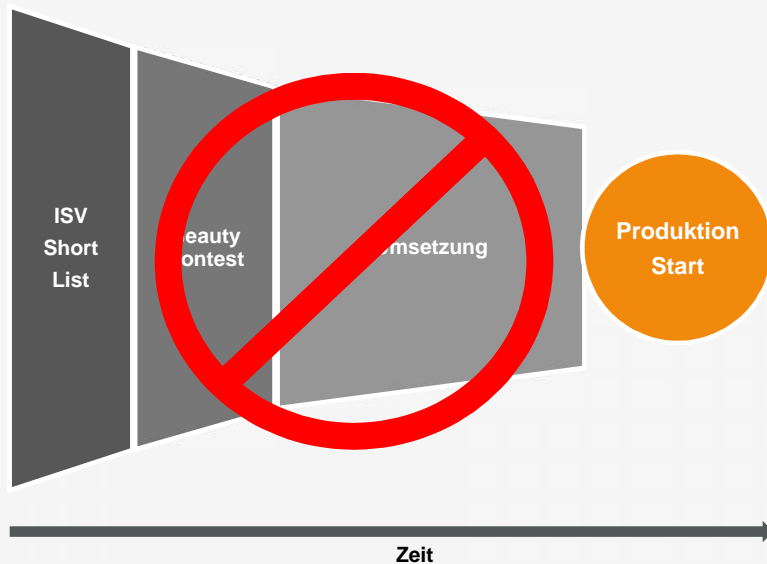 ISV
Short
List
eauty
ontest
msetzung
Produktion
Start
Zeit